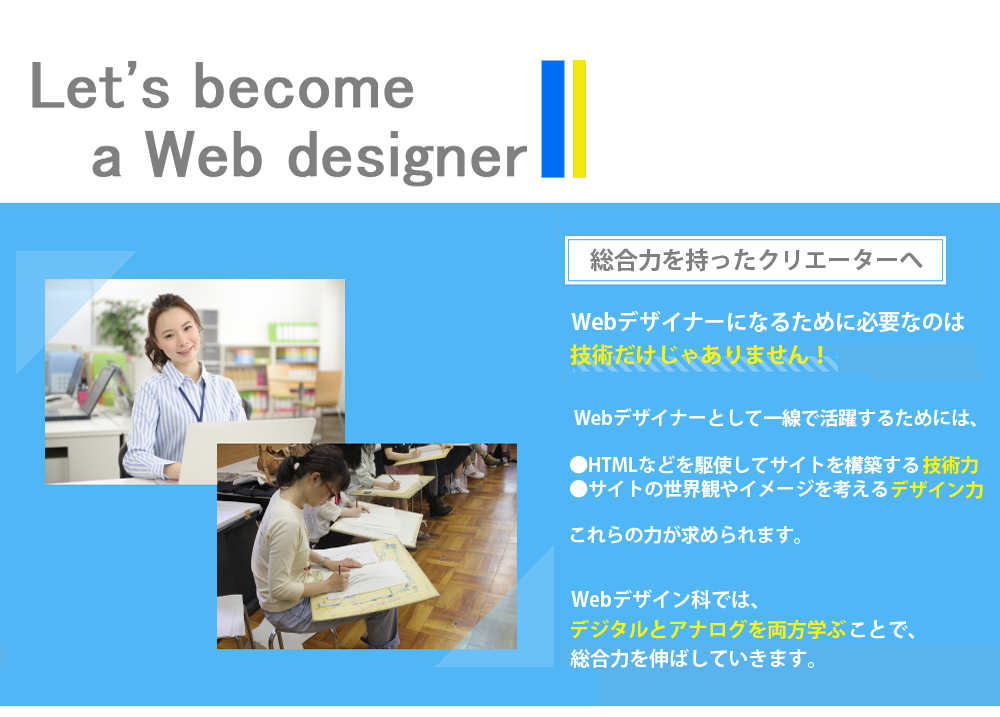 Let's become
a Web designer
総合力を持ったクリエーターへ
Webデザイナーになるために必要なのは
技術だけじゃありません！
Webデザイナーとして一線で活躍するためには、
●HTMLなどを駆使してサイトを構築する技術力
●サイトの世界観やイメージを考えるデザイン力
これらの力が求められます。
Webデザイン科では、
デジタルとアナログを両方学ぶことで、
総合力を伸ばしていきます。